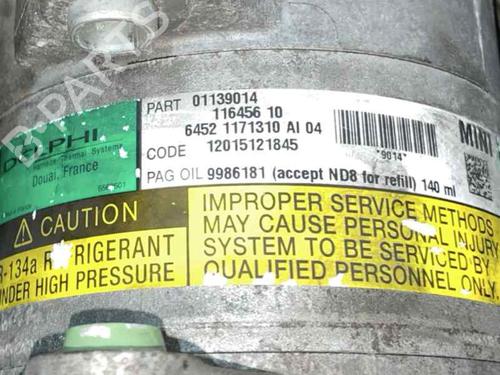 DELPHI
Thermal Systems
Douai, France
PART 01139014
116456 10
6452 1171310 AI 04
CODE 12015121845
PAG OIL 9986181 (accept ND8 for refill) 140 ml
*9014*
MINI
CAUTION
R-134a REFRIGERANT
UNDER HIGH PRESSURE
IMPROPER SERVICE METHODS
MAY CAUSE PERSONAL INJURY
SYSTEM TO BE SERVICED BY
QUALIFIED PERSONNEL ONLY